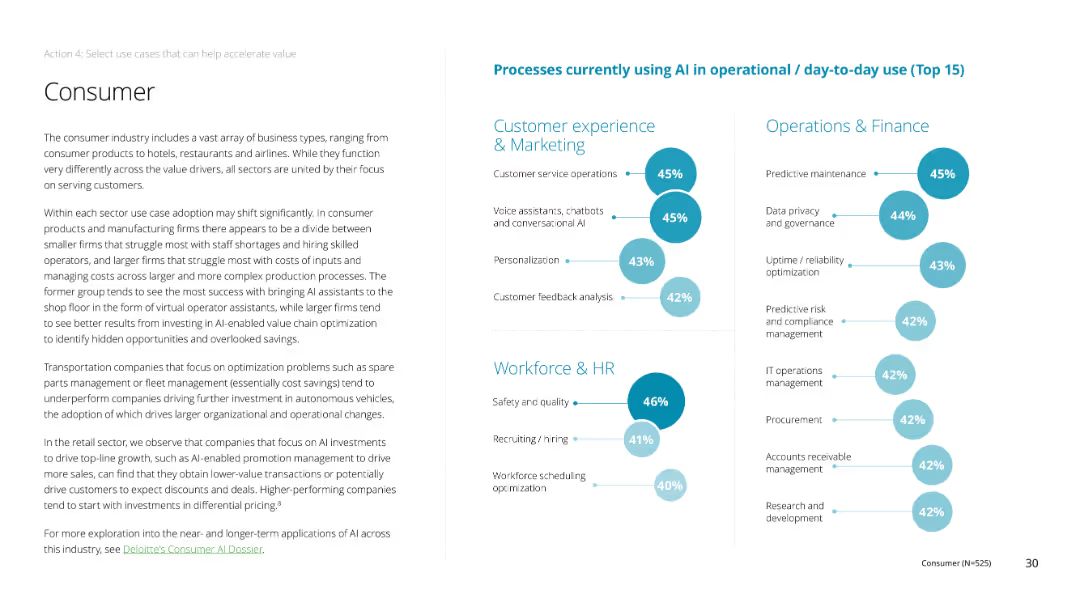 Action 4: Select use cases that can help accelerate value
Consumer
The consumer industry includes a vast array of business types, ranging from
consumer products to hotels, restaurants and airlines. While they function
very differently across the value drivers, all sectors are united by their focus
on serving customers.
Within each sector use case adoption may shift significantly. In consumer
products and manufacturing firms there appears to be a divide between
smaller firms that struggle most with staff shortages and hiring skilled
operators, and larger firms that struggle most with costs of inputs and
managing costs across larger and more complex production processes. The
former group tends to see the most success with bringing AI assistants to the
shop floor in the form of virtual operator assistants, while larger firms tend
to see better results from investing in AI-enabled value chain optimization
to identify hidden opportunities and overlooked savings.
Transportation companies that focus on optimization problems such as spare
parts management or fleet management (essentially cost savings) tend to
underperform companies driving further investment in autonomous vehicles,
the adoption of which drives larger organizational and operational changes.
In the retail sector, we observe that companies that focus on AI investments
to drive top-line growth, such as AI-enabled promotion management to drive
more sales, can find that they obtain lower-value transactions or potentially
drive customers to expect discounts and deals. Higher-performing companies
tend to start with investments in differential pricing.⁸
For more exploration into the near- and longer-term applications of AI across
this industry, see Deloitte's Consumer AI Dossier.
Processes currently using AI in operational / day-to-day use (Top 15)
Customer experience
& Marketing
Customer service operations 45%
Voice assistants, chatbots
and conversational AI 45%
Personalization 43%
Customer feedback analysis 42%
Workforce & HR
Safety and quality 46%
Recruiting / hiring 41%
Workforce scheduling
optimization 40%
Operations & Finance
Predictive maintenance 45%
Data privacy
and governance 44%
Uptime / reliability
optimization 43%
Predictive risk
and compliance
management 42%
IT operations
management 42%
Procurement 42%
Accounts receivable
management 42%
Research and
development 42%
Consumer (N=525) 30